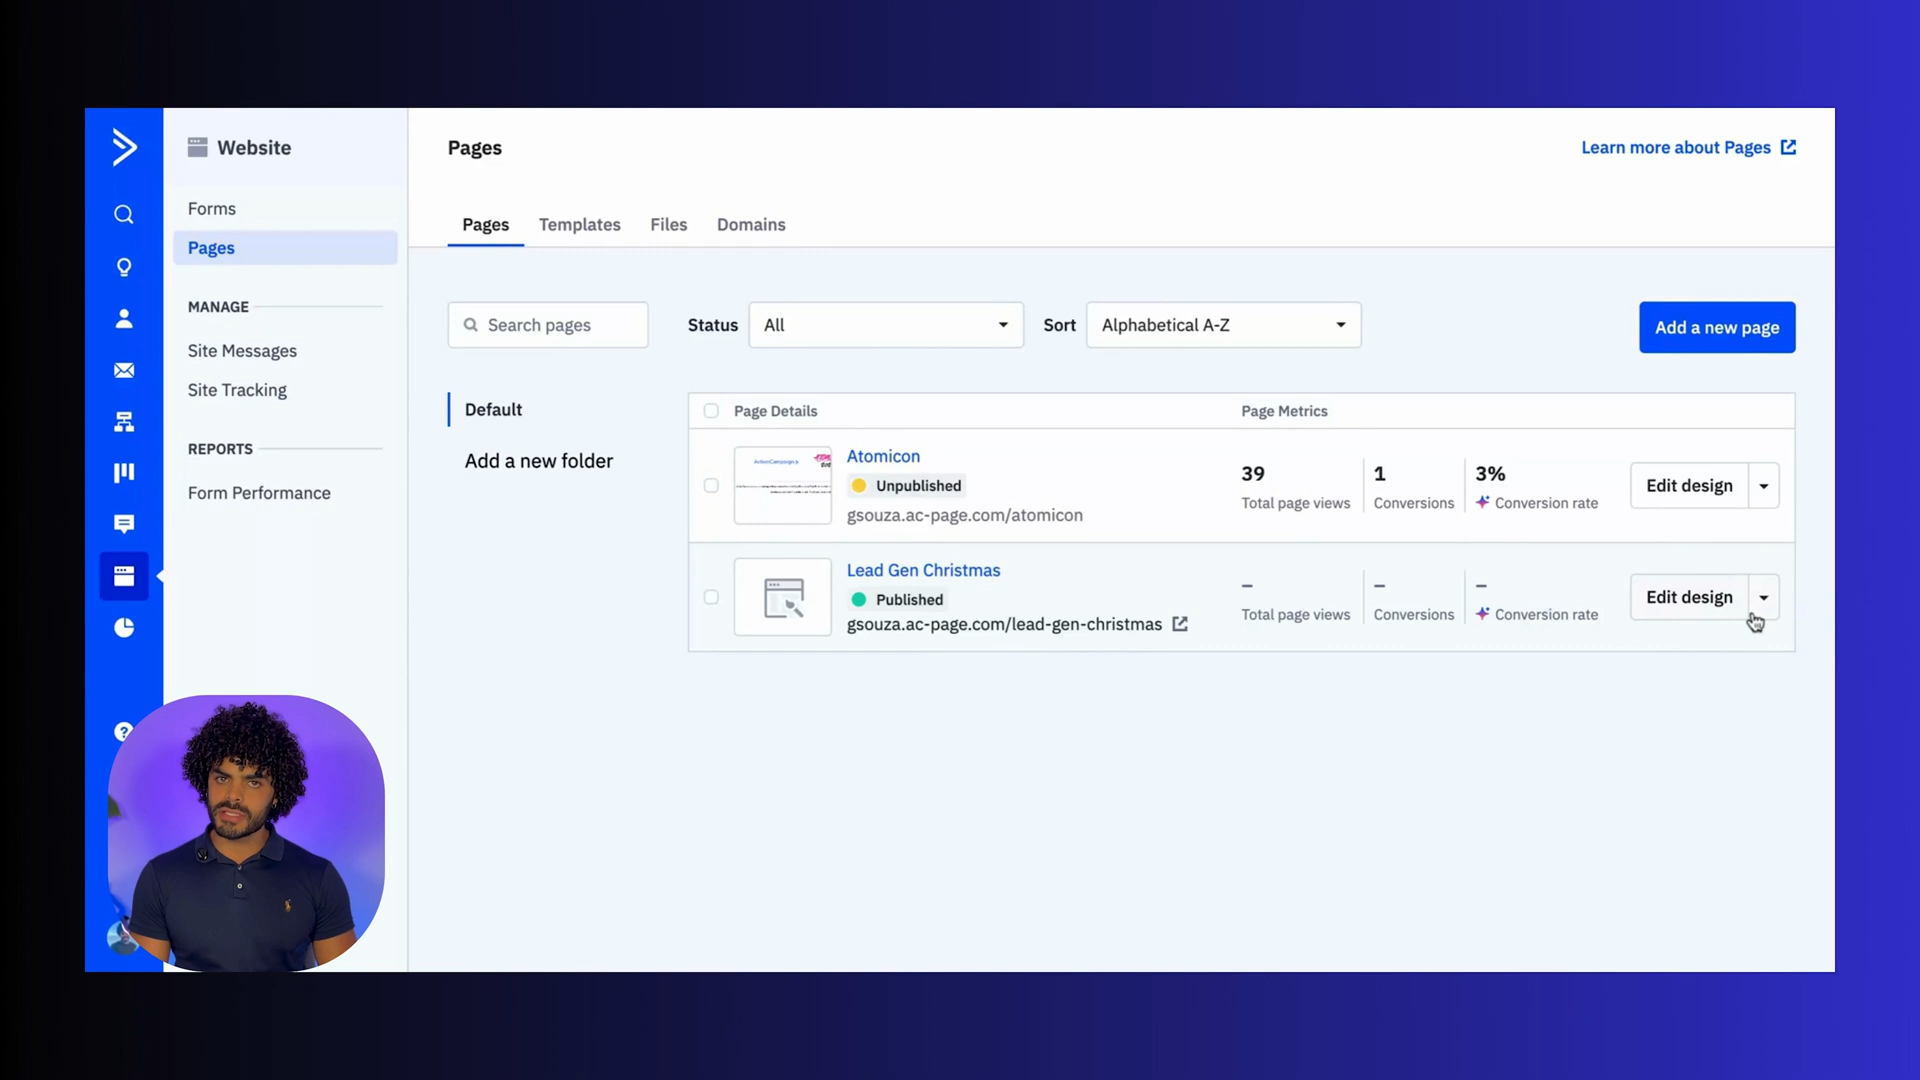 Website
Forms
Pages
MANAGE
Site Messages
Site Tracking
REPORTS
Form Performance
?
Pages
Learn more about Pages
Pages Templates Files Domains
Search pages
Status All
Sort Alphabetical A-Z
Add a new page
Default
Add a new folder
Page Details Page Metrics
Atomicon
Unpublished
gsouza.ac-page.com/atomicon
39 1 3%
Total page views Conversions Conversion rate
Edit design
Lead Gen Christmas
Published
gsouza.ac-page.com/lead-gen-christmas
– – –
Total page views Conversions Conversion rate
Edit design